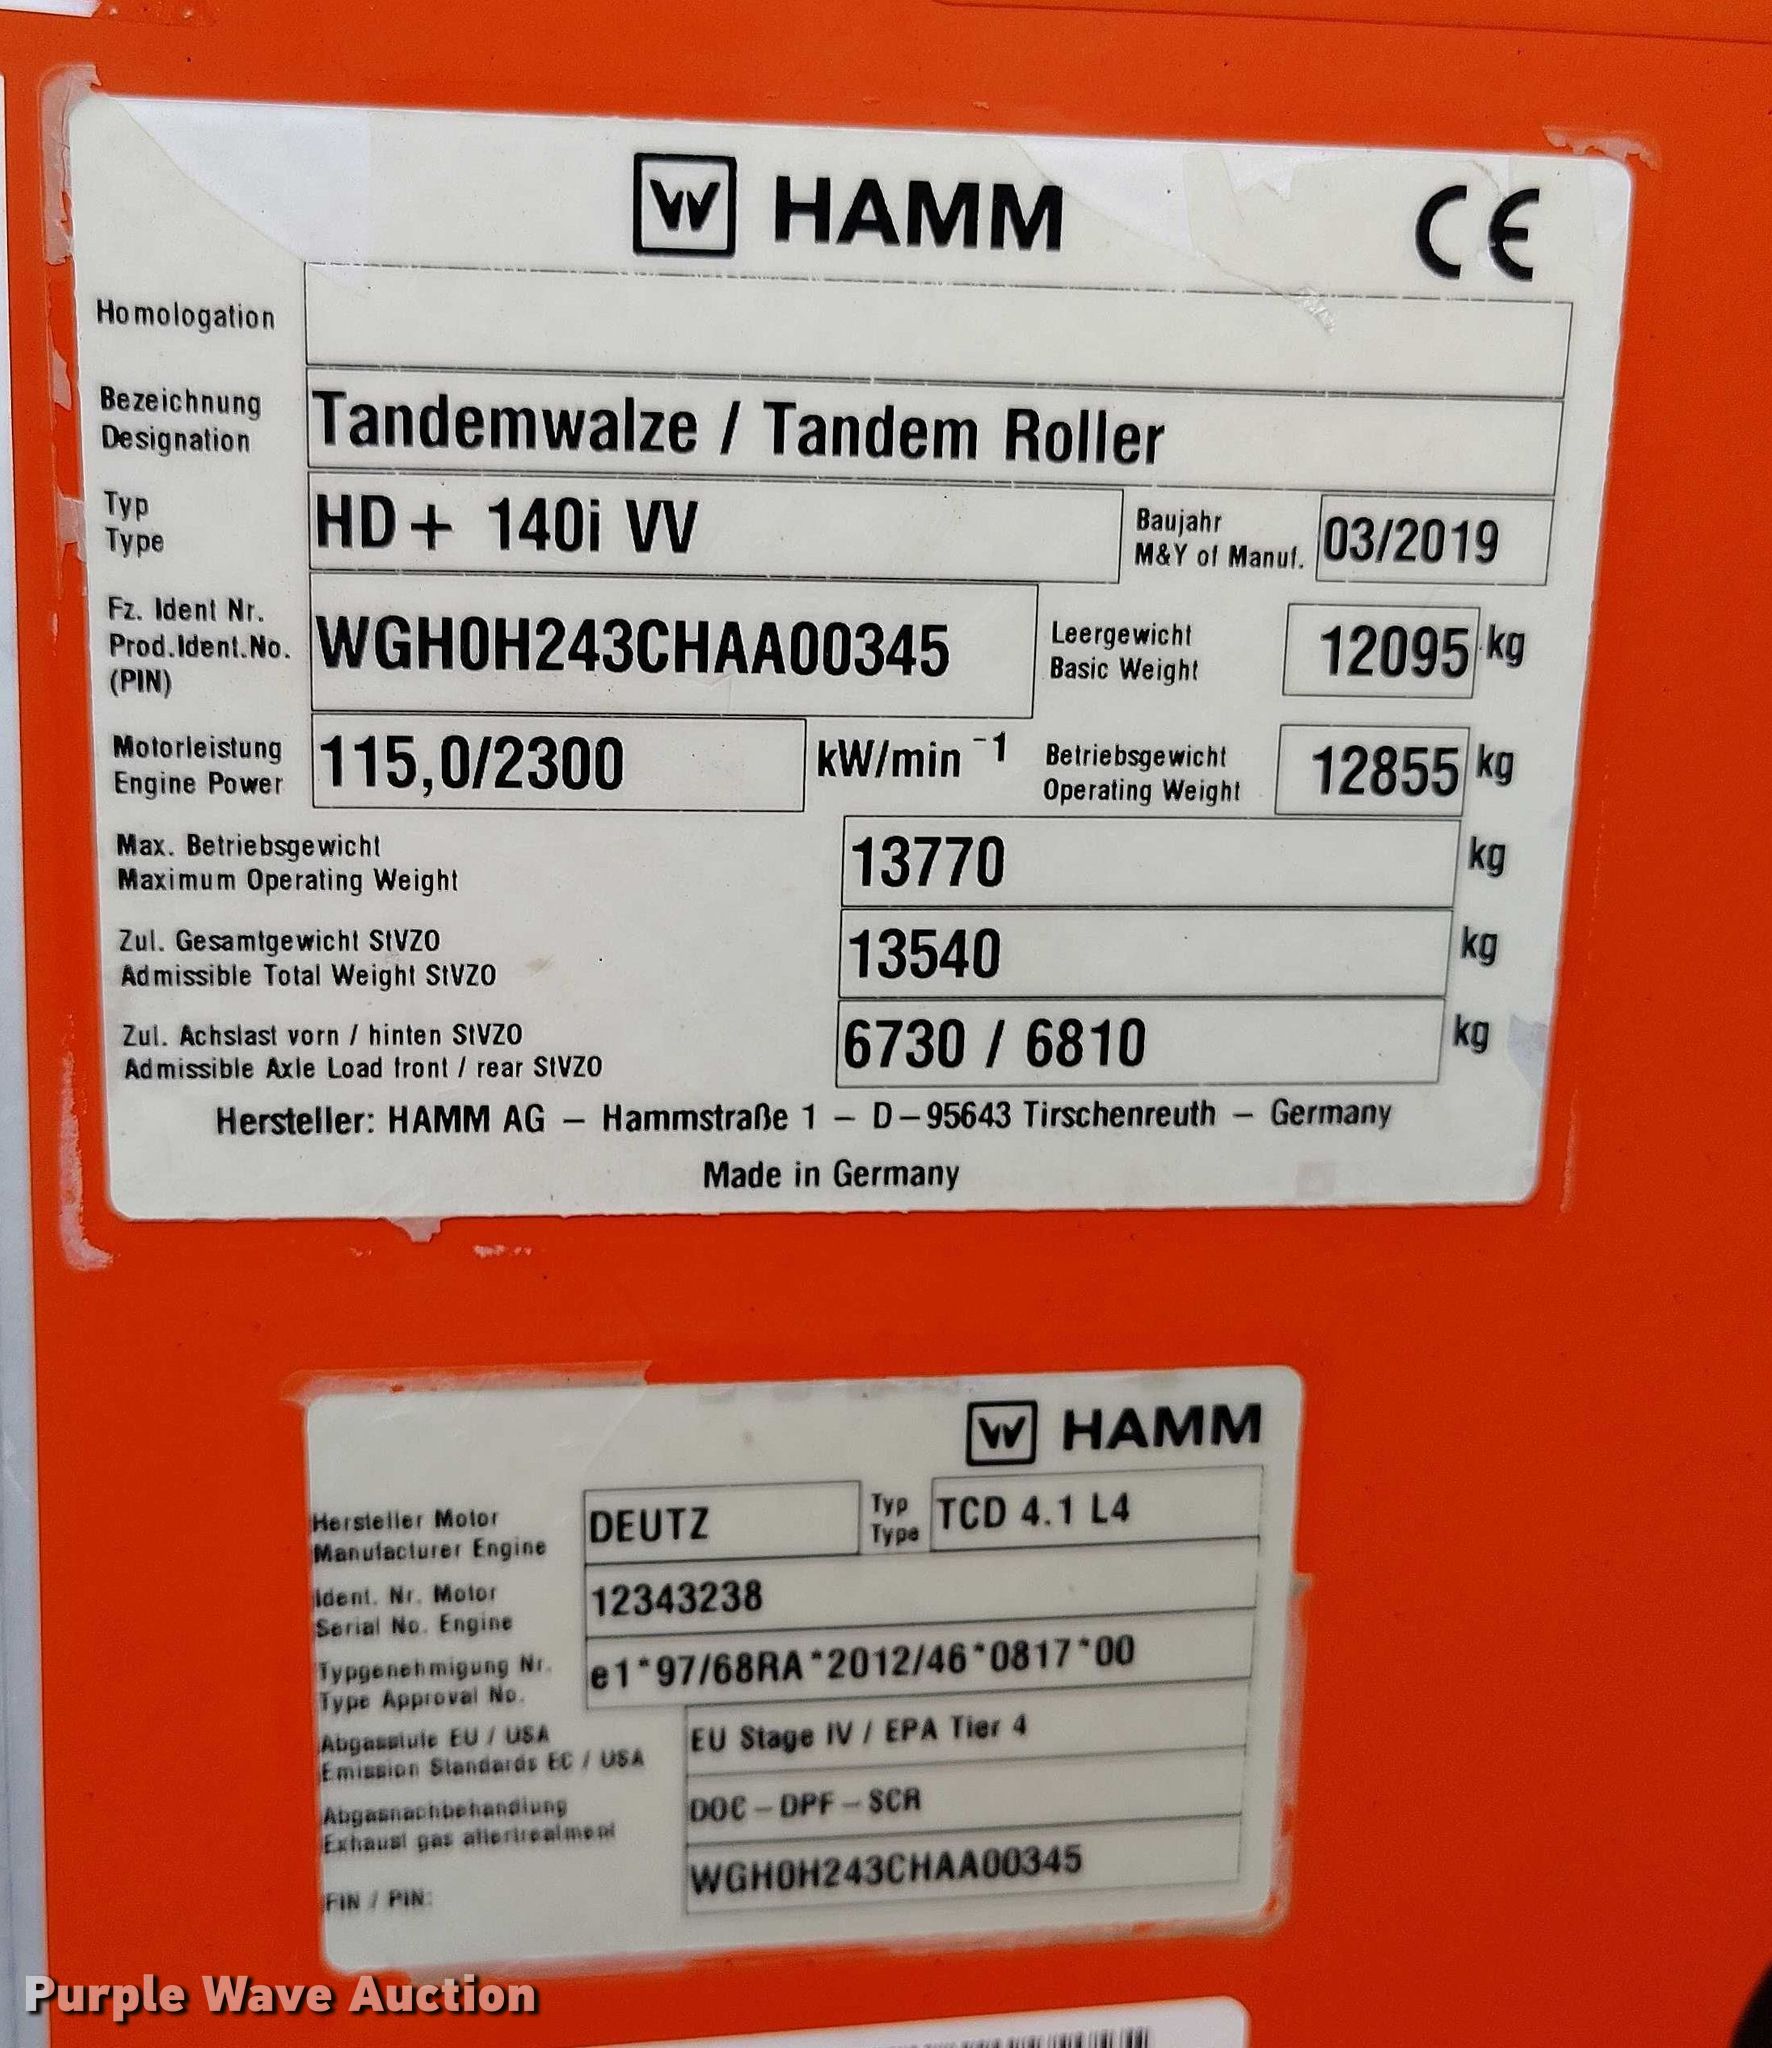 HAMM CE
Homologation
Bezeichnung
Designation
Tandemwalze / Tandem Roller
Typ
Type
HD+ 140i VV
Baujahr
M&Y of Manuf.
03/2019
Fz. Ident Nr.
Prod.Ident.No.
(PIN)
WGH0H243CHAA00345
Leergewicht
Basic Weight
12095 kg
Motorleistung
Engine Power
115,0/2300 kW/min⁻¹
Betriebsgewicht
Operating Weight
12855 kg
Max. Betriebsgewicht
Maximum Operating Weight
13770 kg
Zul. Gesamtgewicht StVZO
Admissible Total Weight StVZO
13540 kg
Zul. Achslast vorn / hinten StVZO
Admissible Axle Load front / rear StVZO
6730 / 6810 kg
Hersteller: HAMM AG – Hammstraße 1 – D–95643 Tirschenreuth – Germany
Made in Germany
HAMM
Hersteller Motor
Manufacturer Engine
DEUTZ
Typ
Type
TCD 4.1 L4
Ident. Nr. Motor
Serial No. Engine
12343238
Typgenehmigung Nr.
Type Approval No.
e1*97/68RA*2012/46*0817*00
Abgasstufe EU / USA
Emission Standards EC / USA
EU Stage IV / EPA Tier 4
Abgasnachbehandlung
Exhaust gas aftertreatment
DOC – DPF – SCR
FIN / PIN:
WGH0H243CHAA00345
Purple Wave Auction